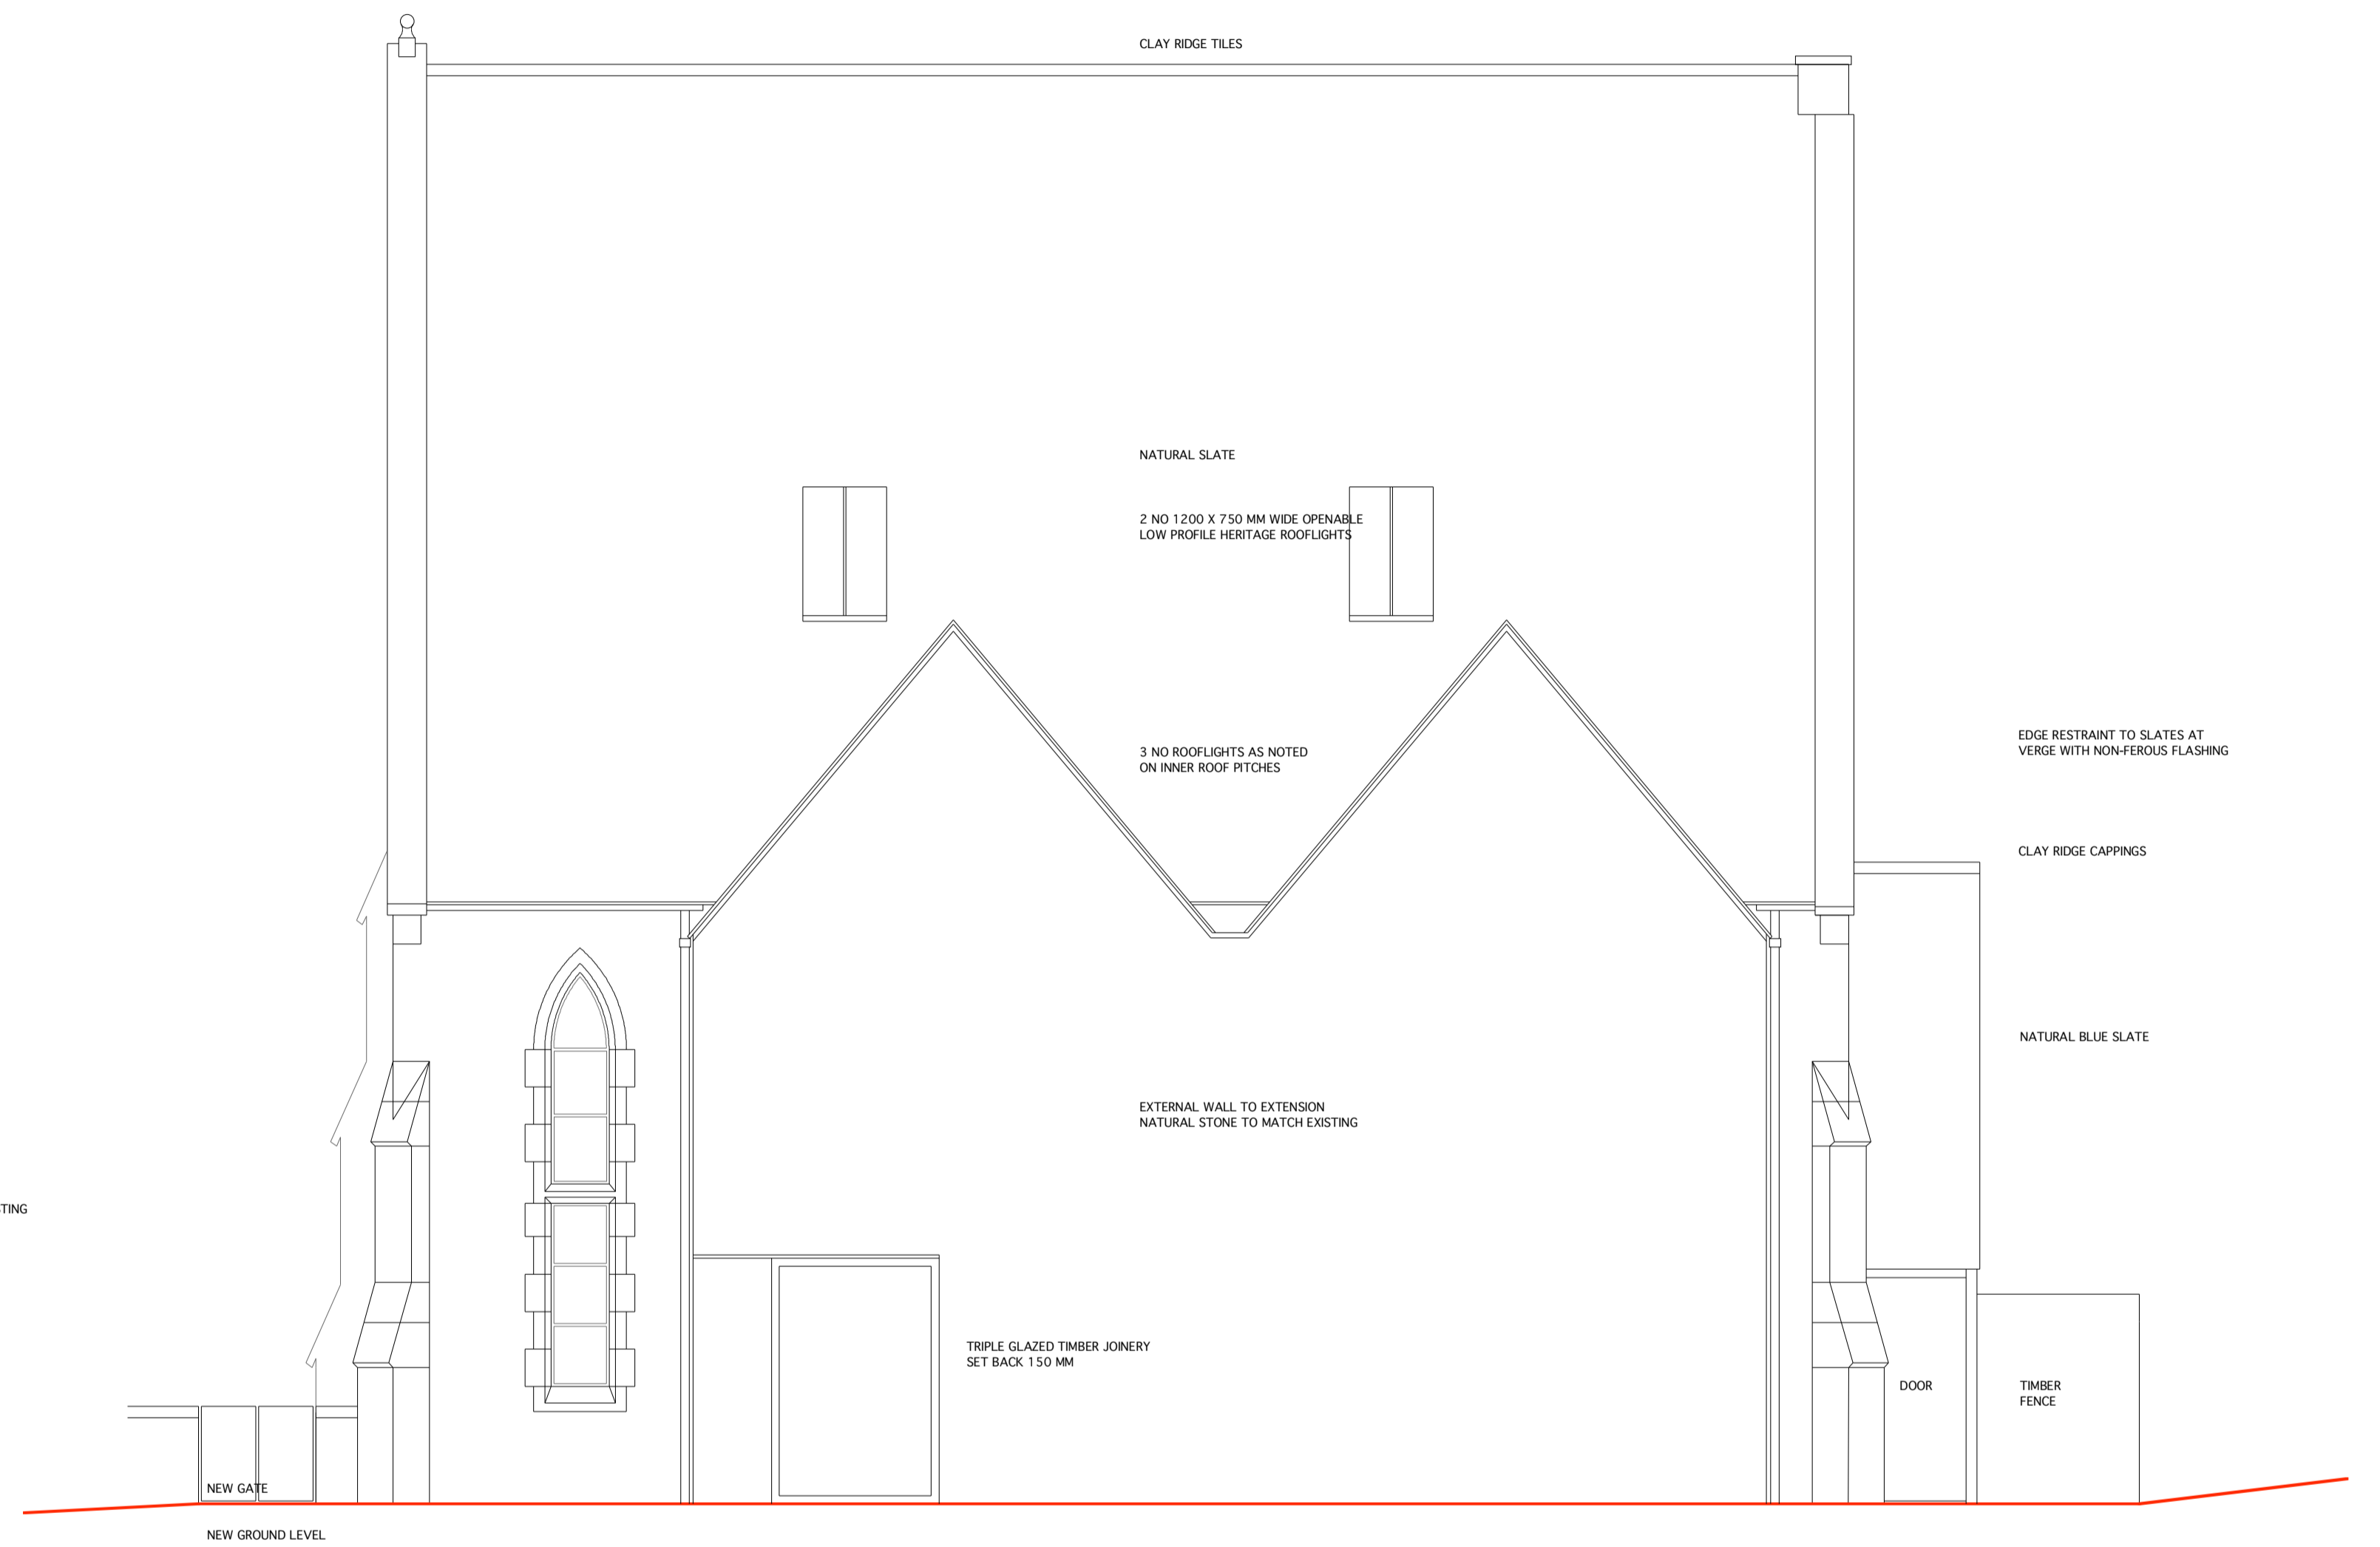 CLAY RIDGE TILES
NATURAL SLATE
2 NO 1200 X 750 MM WIDE OPENABLE
LOW PROFILE HERITAGE ROOFLIGHTS
3 NO ROOFLIGHTS AS NOTED
ON INNER ROOF PITCHES
EDGE RESTRAINT TO SLATES AT
VERGE WITH NON-FEROUS FLASHING
CLAY RIDGE CAPPINGS
NATURAL BLUE SLATE
EXTERNAL WALL TO EXTENSION
NATURAL STONE TO MATCH EXISTING
TING
TRIPLE GLAZED TIMBER JOINERY
SET BACK 150 MM
DOOR
TIMBER
FENCE
NEW GATE
NEW GROUND LEVEL